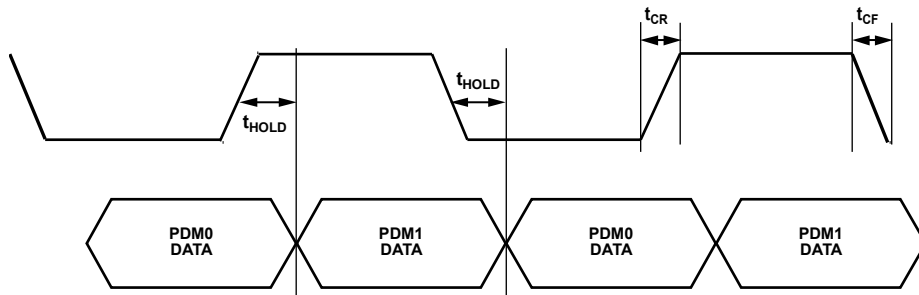 tCR
tCF
tHOLD
tHOLD
PDM0
DATA
PDM1
DATA
PDM0
DATA
PDM1
DATA